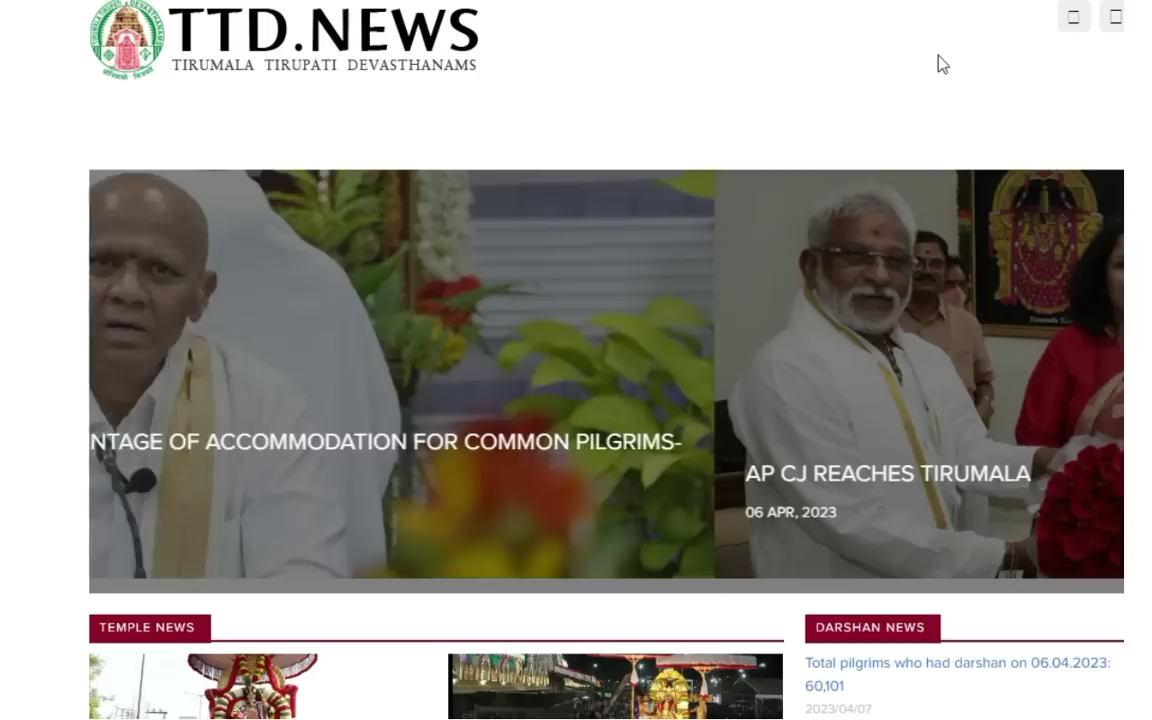 TTD.NEWS
TIRUMALA TIRUPATI DEVASTHANAMS
NTAGE OF ACCOMMODATION FOR COMMON PILGRIMS-
AP CJ REACHES TIRUMALA
06 APR, 2023
TEMPLE NEWS
DARSHAN NEWS
Total pilgrims who had darshan on 06.04.2023:
60,101
2023/04/07